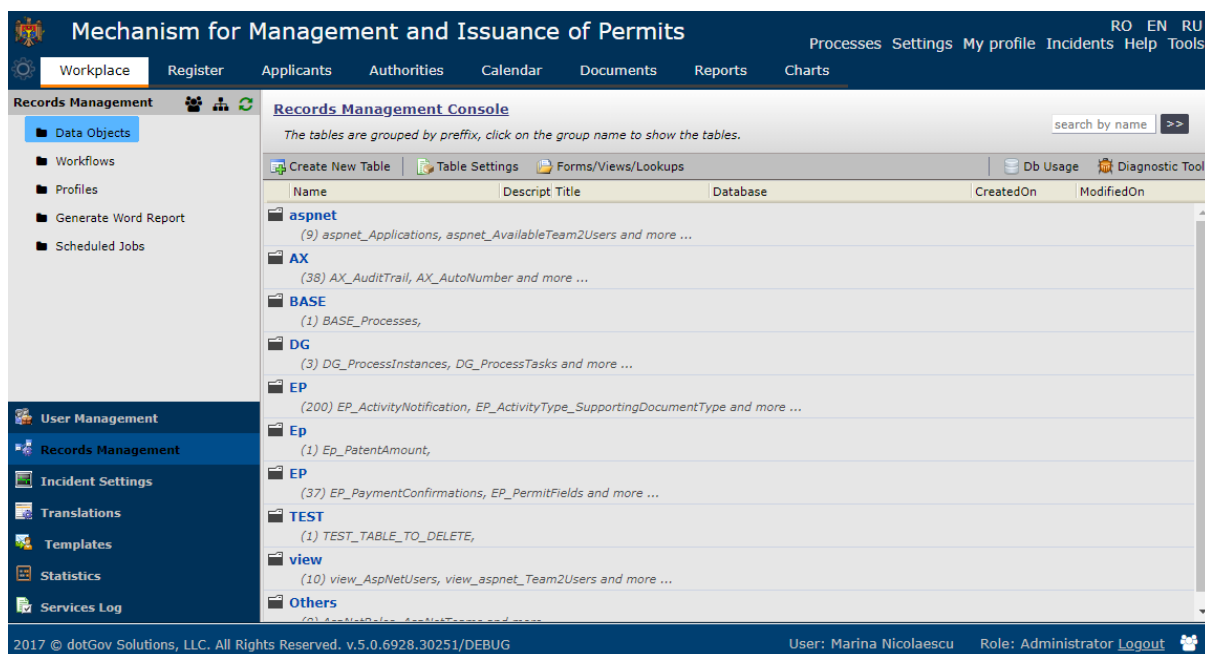 Mechanism for Management and Issuance of Permits
RO EN RU
Processes Settings My profile Incidents Help Tools
Workplace Register Applicants Authorities Calendar Documents Reports Charts
Records Management
Data Objects
Workflows
Profiles
Generate Word Report
Scheduled Jobs
User Management
Records Management
Incident Settings
Translations
Templates
Statistics
Services Log
Records Management Console
The tables are grouped by preffix, click on the group name to show the tables.
search by name >>
Create New Table Table Settings Forms/Views/Lookups Db Usage Diagnostic Tool
Name Descript Title Database CreatedOn ModifiedOn
aspnet
(9) aspnet_Applications, aspnet_AvailableTeam2Users and more ...
AX
(38) AX_AuditTrail, AX_AutoNumber and more ...
BASE
(1) BASE_Processes,
DG
(3) DG_ProcessInstances, DG_ProcessTasks and more ...
EP
(200) EP_ActivityNotification, EP_ActivityType_SupportingDocumentType and more ...
Ep
(1) Ep_PatentAmount,
EP
(37) EP_PaymentConfirmations, EP_PermitFields and more ...
TEST
(1) TEST_TABLE_TO_DELETE,
view
(10) view_AspNetUsers, view_aspnet_Team2Users and more ...
Others
2017 © dotGov Solutions, LLC. All Rights Reserved. v.5.0.6928.30251/DEBUG
User: Marina Nicolaescu Role: Administrator Logout